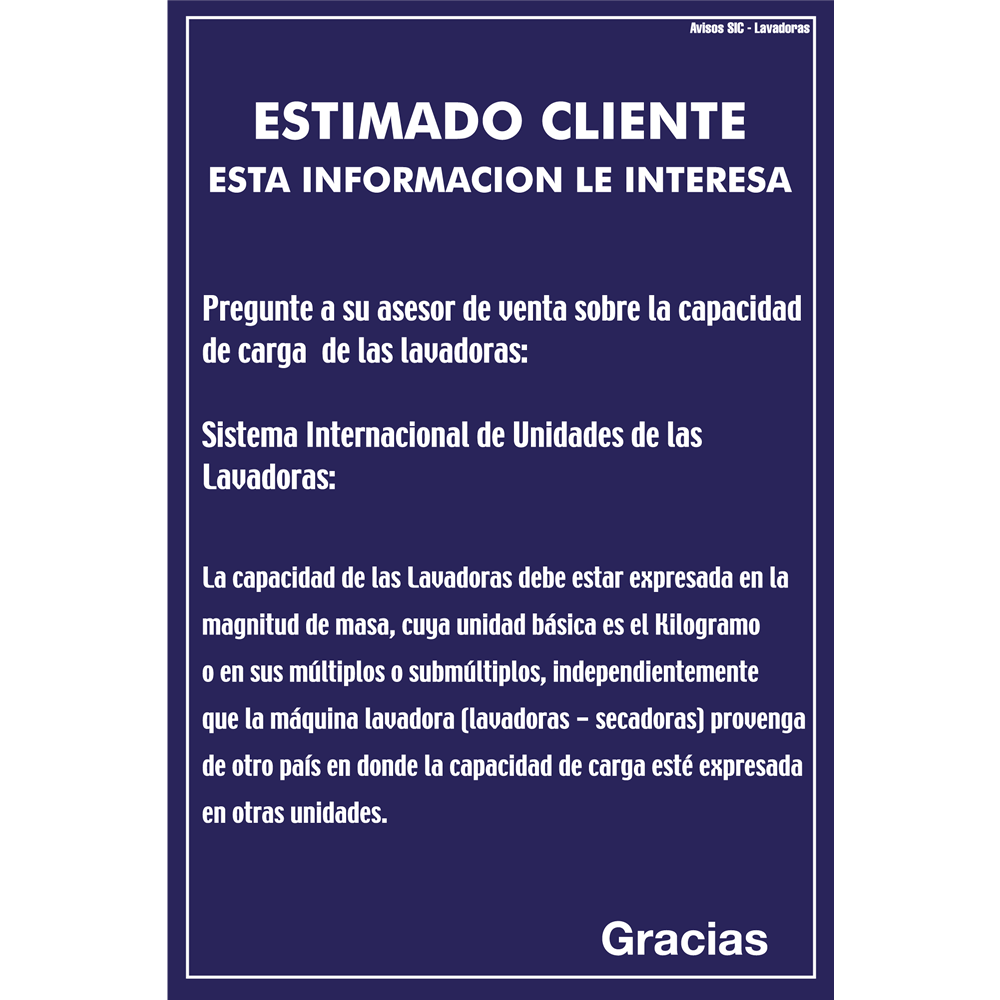 Avisos SIC - Lavadoras
ESTIMADO CLIENTE
ESTA INFORMACION LE INTERESA
Pregunte a su asesor de venta sobre la capacidad
de carga  de las lavadoras:
Sistema Internacional de Unidades de las
Lavadoras:
La capacidad de las Lavadoras debe estar expresada en la
magnitud de masa, cuya unidad básica es el Kilogramo
o en sus múltiplos o submúltiplos, independientemente
que la máquina lavadora (lavadoras – secadoras) provenga
de otro país en donde la capacidad de carga esté expresada
en otras unidades.
Gracias